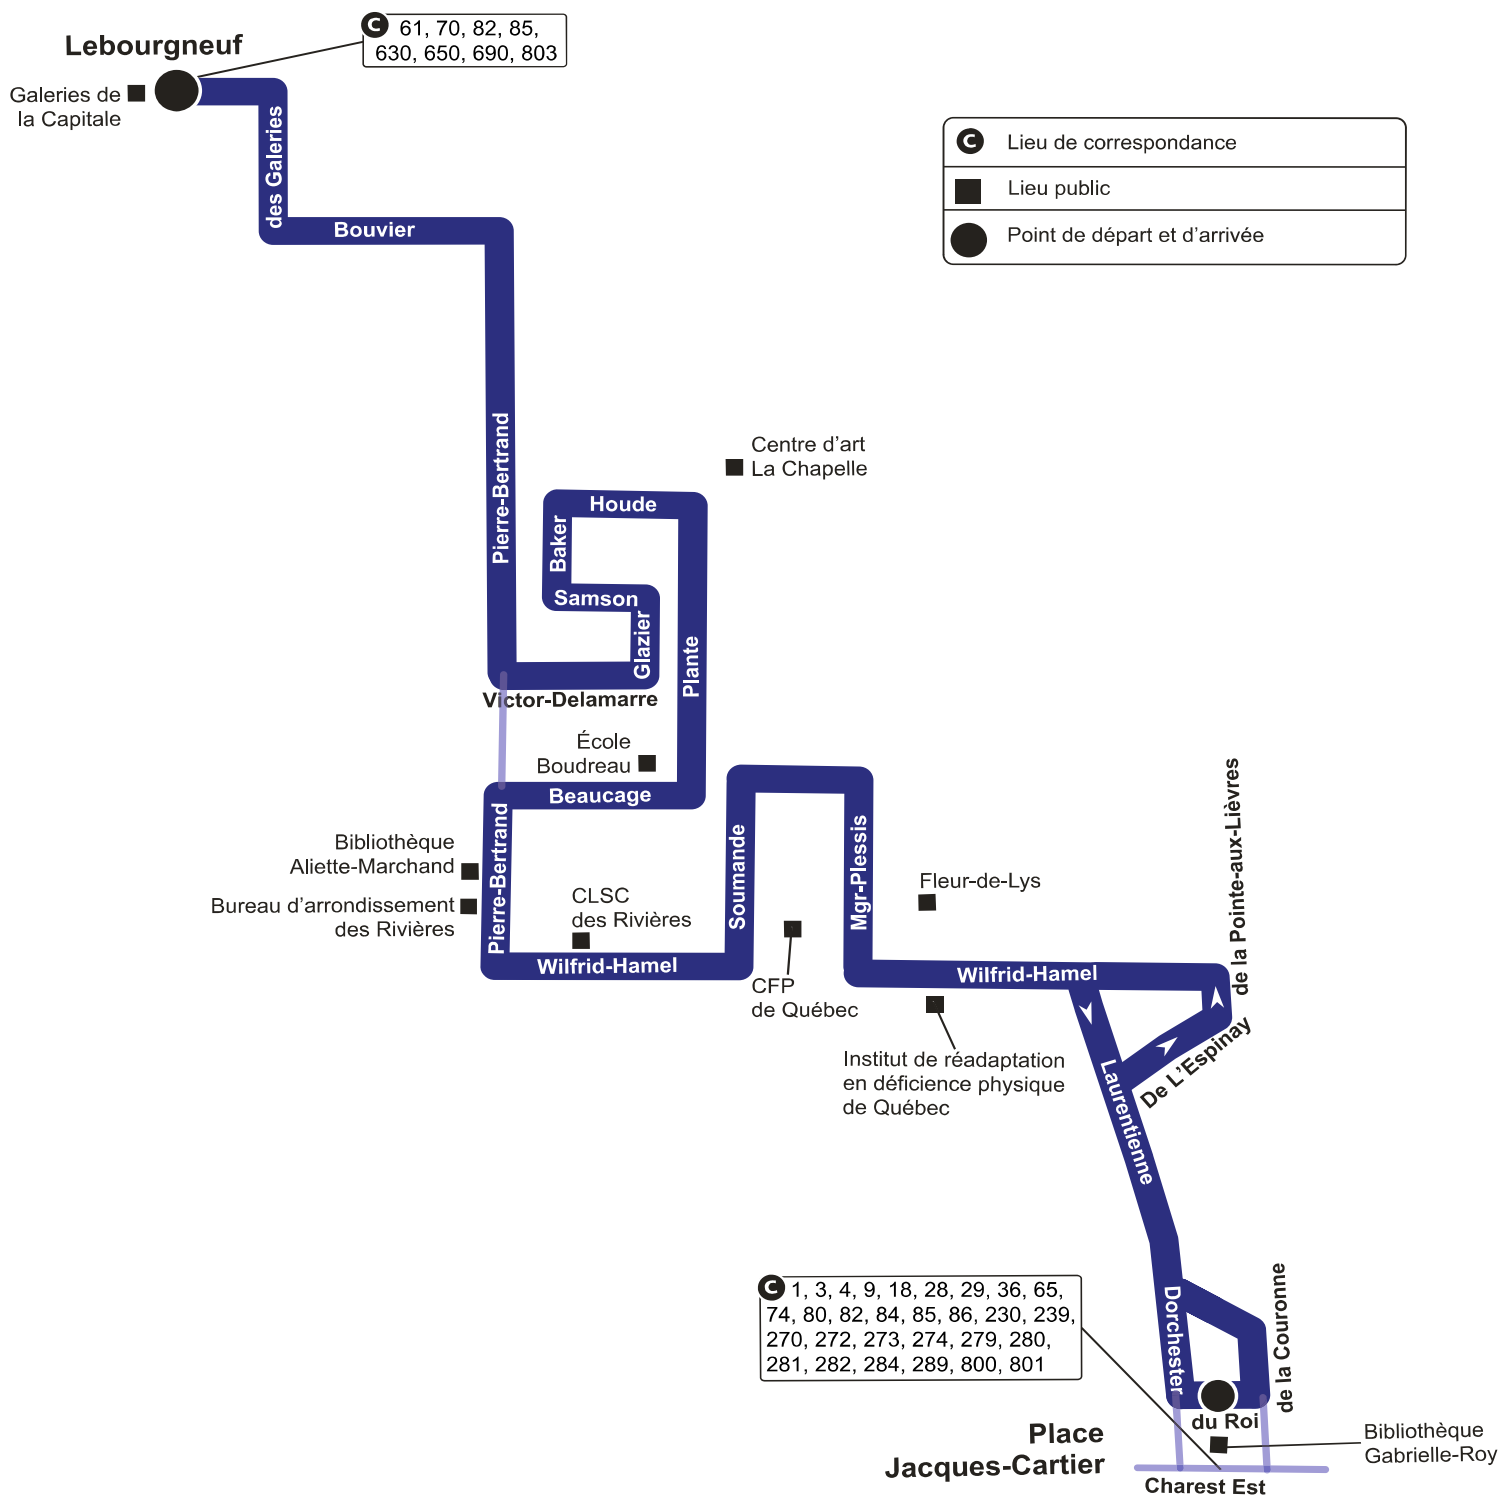 Lebourgneuf
C 61, 70, 82, 85,
630, 650, 690, 803
Galeries de
la Capitale
des Galeries
Bouvier
C Lieu de correspondance
Lieu public
Point de départ et d'arrivée
Pierre-Bertrand
Centre d'art
La Chapelle
Houde
Baker
Samson
Glazier
Plante
Victor-Delamarre
École
Boudreau
Beaucage
Pierre-Bertrand
Bibliothèque
Aliette-Marchand
Bureau d'arrondissement
des Rivières
CLSC
des Rivières
Wilfrid-Hamel
Soumande
Mgr-Plessis
CFP
de Québec
Fleur-de-Lys
Wilfrid-Hamel
Institut de réadaptation
en déficience physique
de Québec
de la Pointe-aux-Lièvres
De L'Espinay
Laurentienne
C 1, 3, 4, 9, 18, 28, 29, 36, 65,
74, 80, 82, 84, 85, 86, 230, 239,
270, 272, 273, 274, 279, 280,
281, 282, 284, 289, 800, 801
Dorchester
de la Couronne
du Roi
Place
Jacques-Cartier
Bibliothèque
Gabrielle-Roy
Charest Est